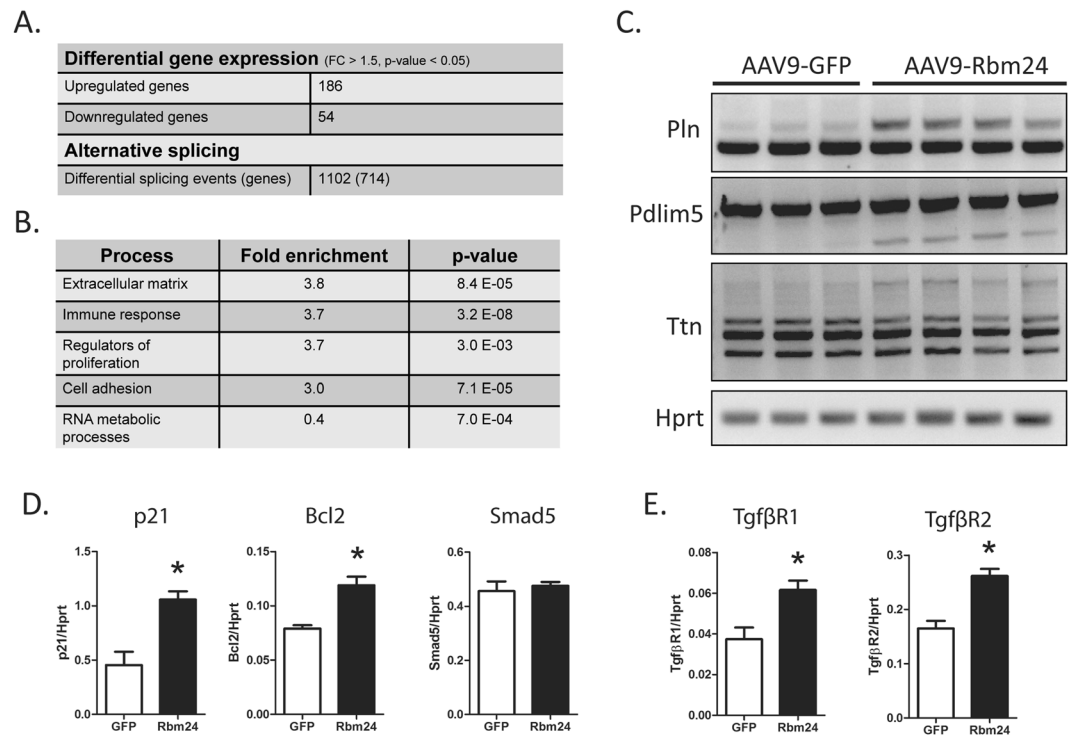 A.
Differential gene expression (FC > 1.5, p-value < 0.05)
Upregulated genes 186
Downregulated genes 54
Alternative splicing
Differential splicing events (genes) 1102 (714)
B.
Process Fold enrichment p-value
Extracellular matrix 3.8 8.4 E-05
Immune response 3.7 3.2 E-08
Regulators of 3.7 3.0 E-03
proliferation
Cell adhesion 3.0 7.1 E-05
RNA metabolic 0.4 7.0 E-04
processes
C.
AAV9-GFP AAV9-Rbm24
Pln
Pdlim5
Ttn
Hprt
D.
p21
p21/Hprt
1.5
*
1.0
0.5
0.0
GFP Rbm24
Bcl2
Bcl2/Hprt
0.15
*
0.10
0.05
0.00
GFP Rbm24
Smad5
Smad5/Hprt
0.6
0.4
0.2
0.0
GFP Rbm24
E.
TgfβR1
TgfβR1/Hprt
0.08
*
0.06
0.04
0.02
0.00
GFP Rbm24
TgfβR2
TgfβR2/Hprt
0.3
*
0.2
0.1
0.0
GFP Rbm24